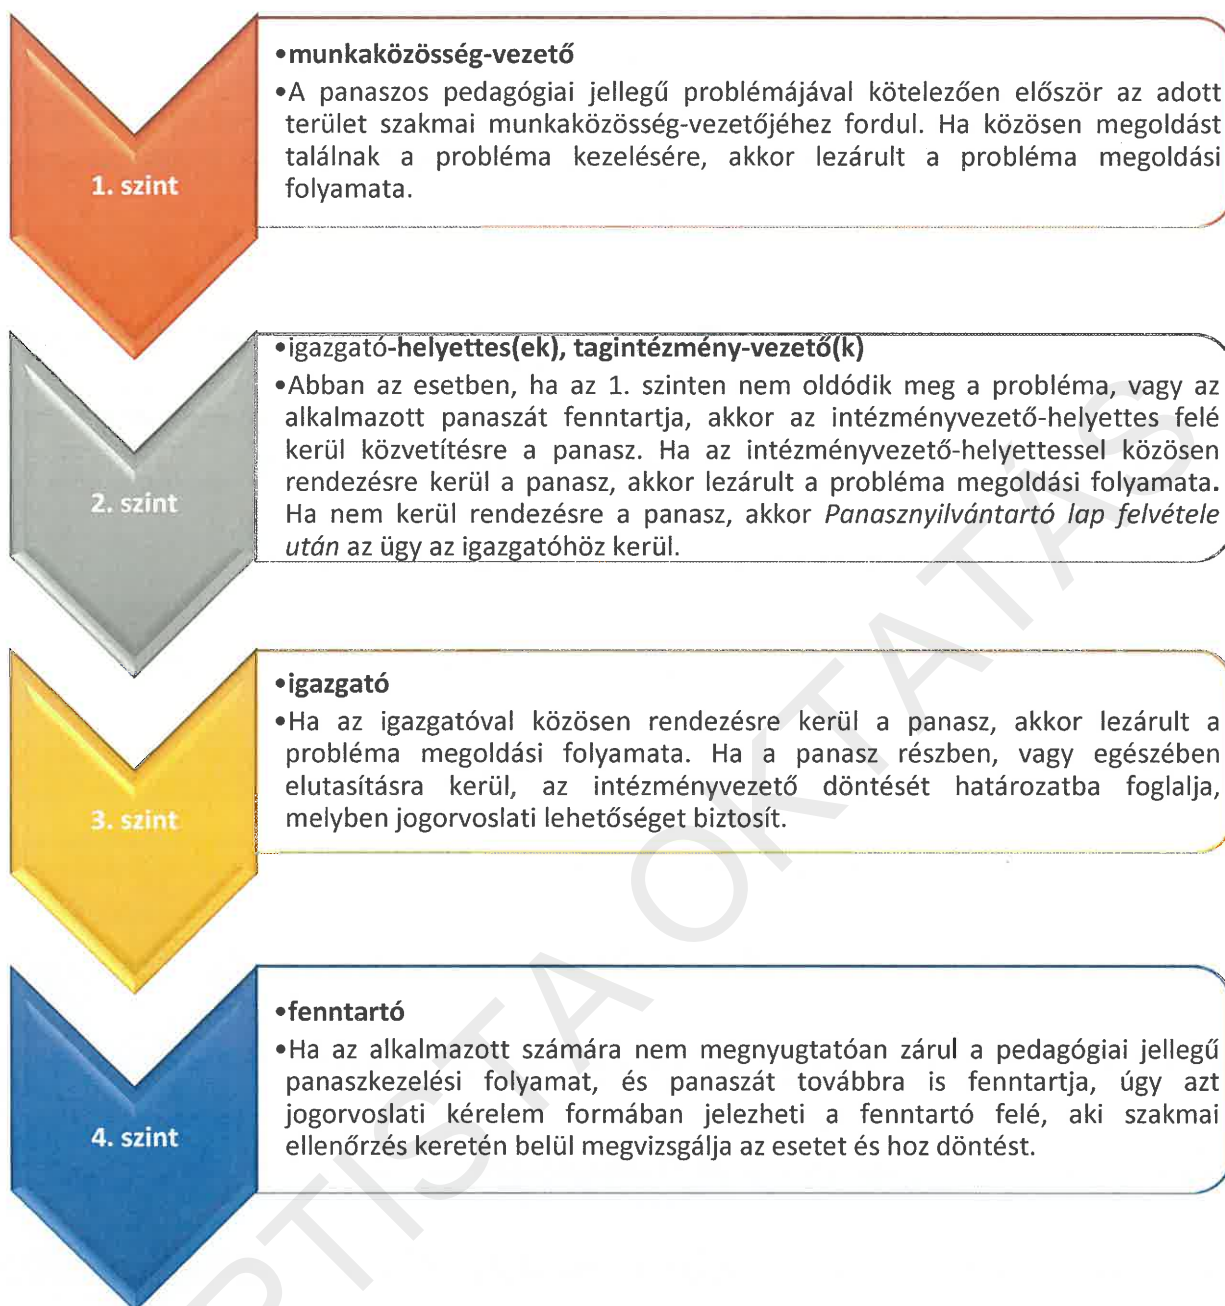 •munkaközösség-vezető
•A panaszos pedagógiai jellegű problémájával kötelezően először az adott
terület szakmai munkaközösség-vezetőjéhez fordul. Ha közösen megoldást
találnak a probléma kezelésére, akkor lezárult a probléma megoldási
folyamata.
1. szint
•igazgató-helyettes(ek), tagintézmény-vezető(k)
•Abban az esetben, ha az 1. szinten nem oldódik meg a probléma, vagy az
alkalmazott panaszát fenntartja, akkor az intézményvezető-helyettes felé
kerül közvetítésre a panasz. Ha az intézményvezető-helyettessel közösen
rendezésre kerül a panasz, akkor lezárult a probléma megoldási folyamata.
Ha nem kerül rendezésre a panasz, akkor Panasznyilvántartó lap felvétele
után az ügy az igazgatóhöz kerül.
2. szint
•igazgató
•Ha az igazgatóval közösen rendezésre kerül a panasz, akkor lezárult a
probléma megoldási folyamata. Ha a panasz részben, vagy egészében
elutasításra kerül, az intézményvezető döntését határozatba foglalja,
melyben jogorvoslati lehetőséget biztosít.
3. szint
•fenntartó
•Ha az alkalmazott számára nem megnyugtatóan zárul a pedagógiai jellegű
panaszkezelési folyamat, és panaszát továbbra is fenntartja, úgy azt
jogorvoslati kérelem formában jelezheti a fenntartó felé, aki szakmai
ellenőrzés keretén belül megvizsgálja az esetet és hoz döntést.
4. szint
PTISTA OKTATÁS